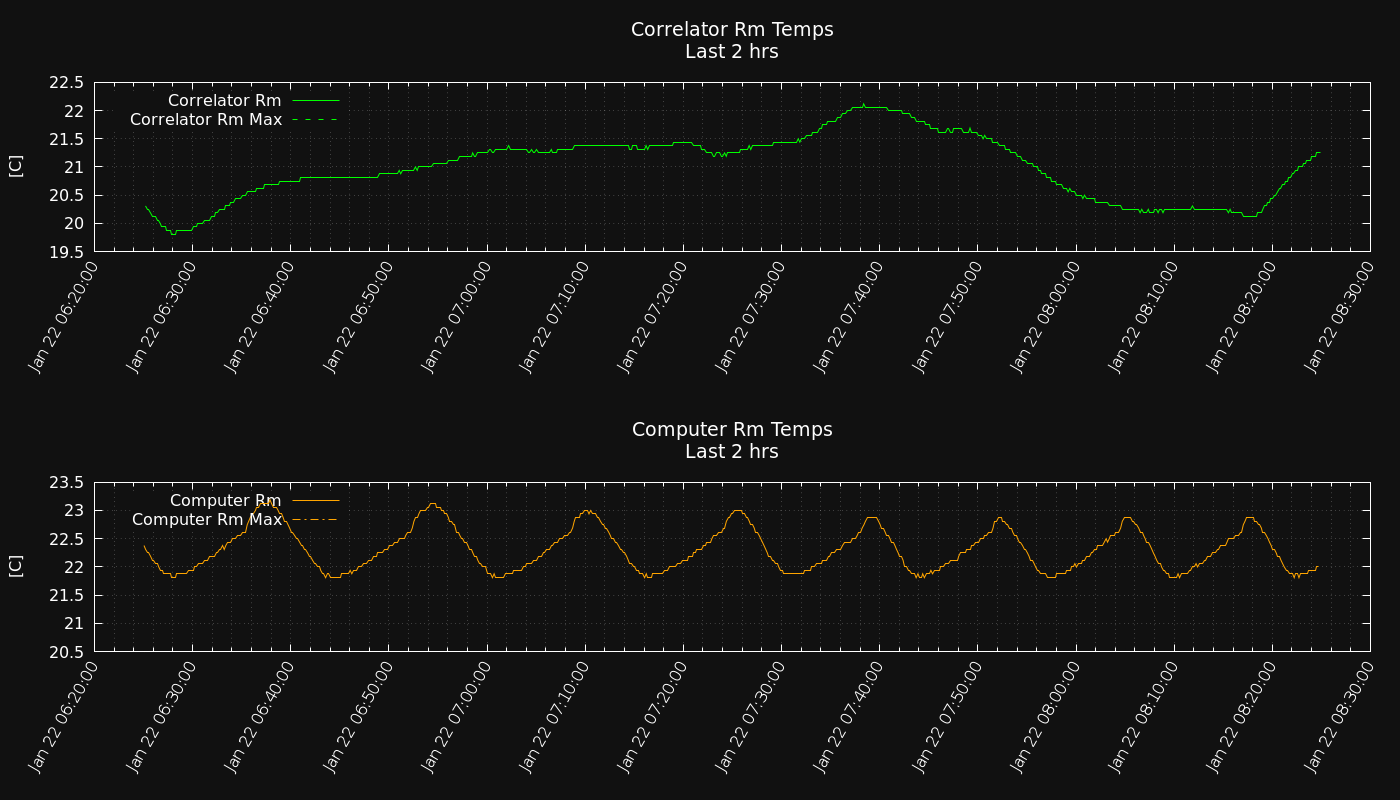 Correlator Rm Temps
Last 2 hrs
22.5
22
21.5
21
20.5
20
19.5
[C]
Correlator Rm
Correlator Rm Max
Jan 22 06:20:00
Jan 22 06:30:00
Jan 22 06:40:00
Jan 22 06:50:00
Jan 22 07:00:00
Jan 22 07:10:00
Jan 22 07:20:00
Jan 22 07:30:00
Jan 22 07:40:00
Jan 22 07:50:00
Jan 22 08:00:00
Jan 22 08:10:00
Jan 22 08:20:00
Jan 22 08:30:00
Computer Rm Temps
Last 2 hrs
23.5
23
22.5
22
21.5
21
20.5
[C]
Computer Rm
Computer Rm Max
Jan 22 06:20:00
Jan 22 06:30:00
Jan 22 06:40:00
Jan 22 06:50:00
Jan 22 07:00:00
Jan 22 07:10:00
Jan 22 07:20:00
Jan 22 07:30:00
Jan 22 07:40:00
Jan 22 07:50:00
Jan 22 08:00:00
Jan 22 08:10:00
Jan 22 08:20:00
Jan 22 08:30:00